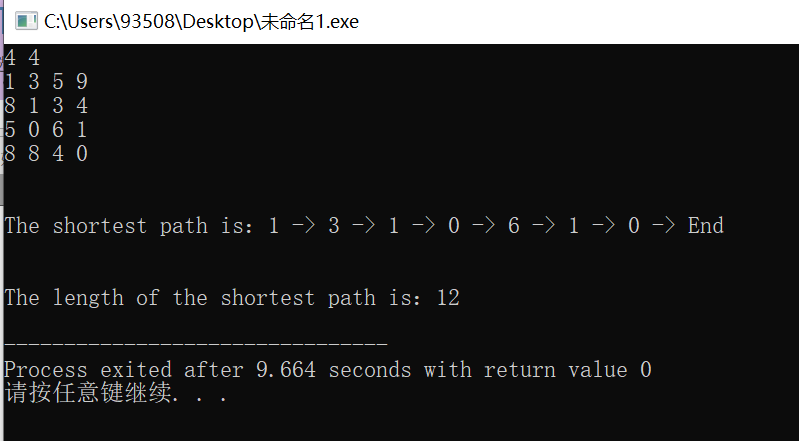 C:\Users\93508\Desktop\未命名1.exe
4 4
1 3 5 9
8 1 3 4
5 0 6 1
8 8 4 0
The shortest path is: 1 -> 3 -> 1 -> 0 -> 6 -> 1 -> 0 -> End
The length of the shortest path is: 12
--------------------------------
Process exited after 9.664 seconds with return value 0
请按任意键继续. . .